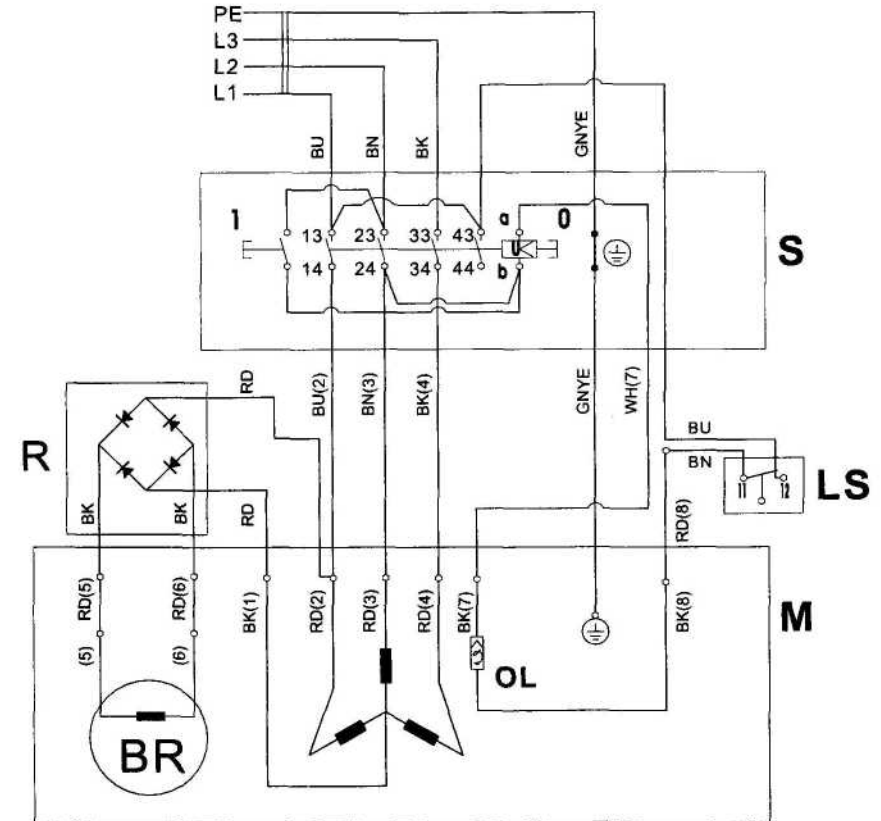 PE
L3
L2
L1
BU
BN
BK
GNYE
1
13
23
33
43
a
0
U<
14
24
34
44
b
S
RD
BU(2)
BN(3)
BK(4)
GNYE
WH(7)
BU
BN
11
12
LS
R
BK
BK
RD
RD(8)
RD(5)
RD(6)
BK(1)
RD(2)
RD(3)
RD(4)
BK(7)
BK(8)
M
(5)
(6)
OL
BR